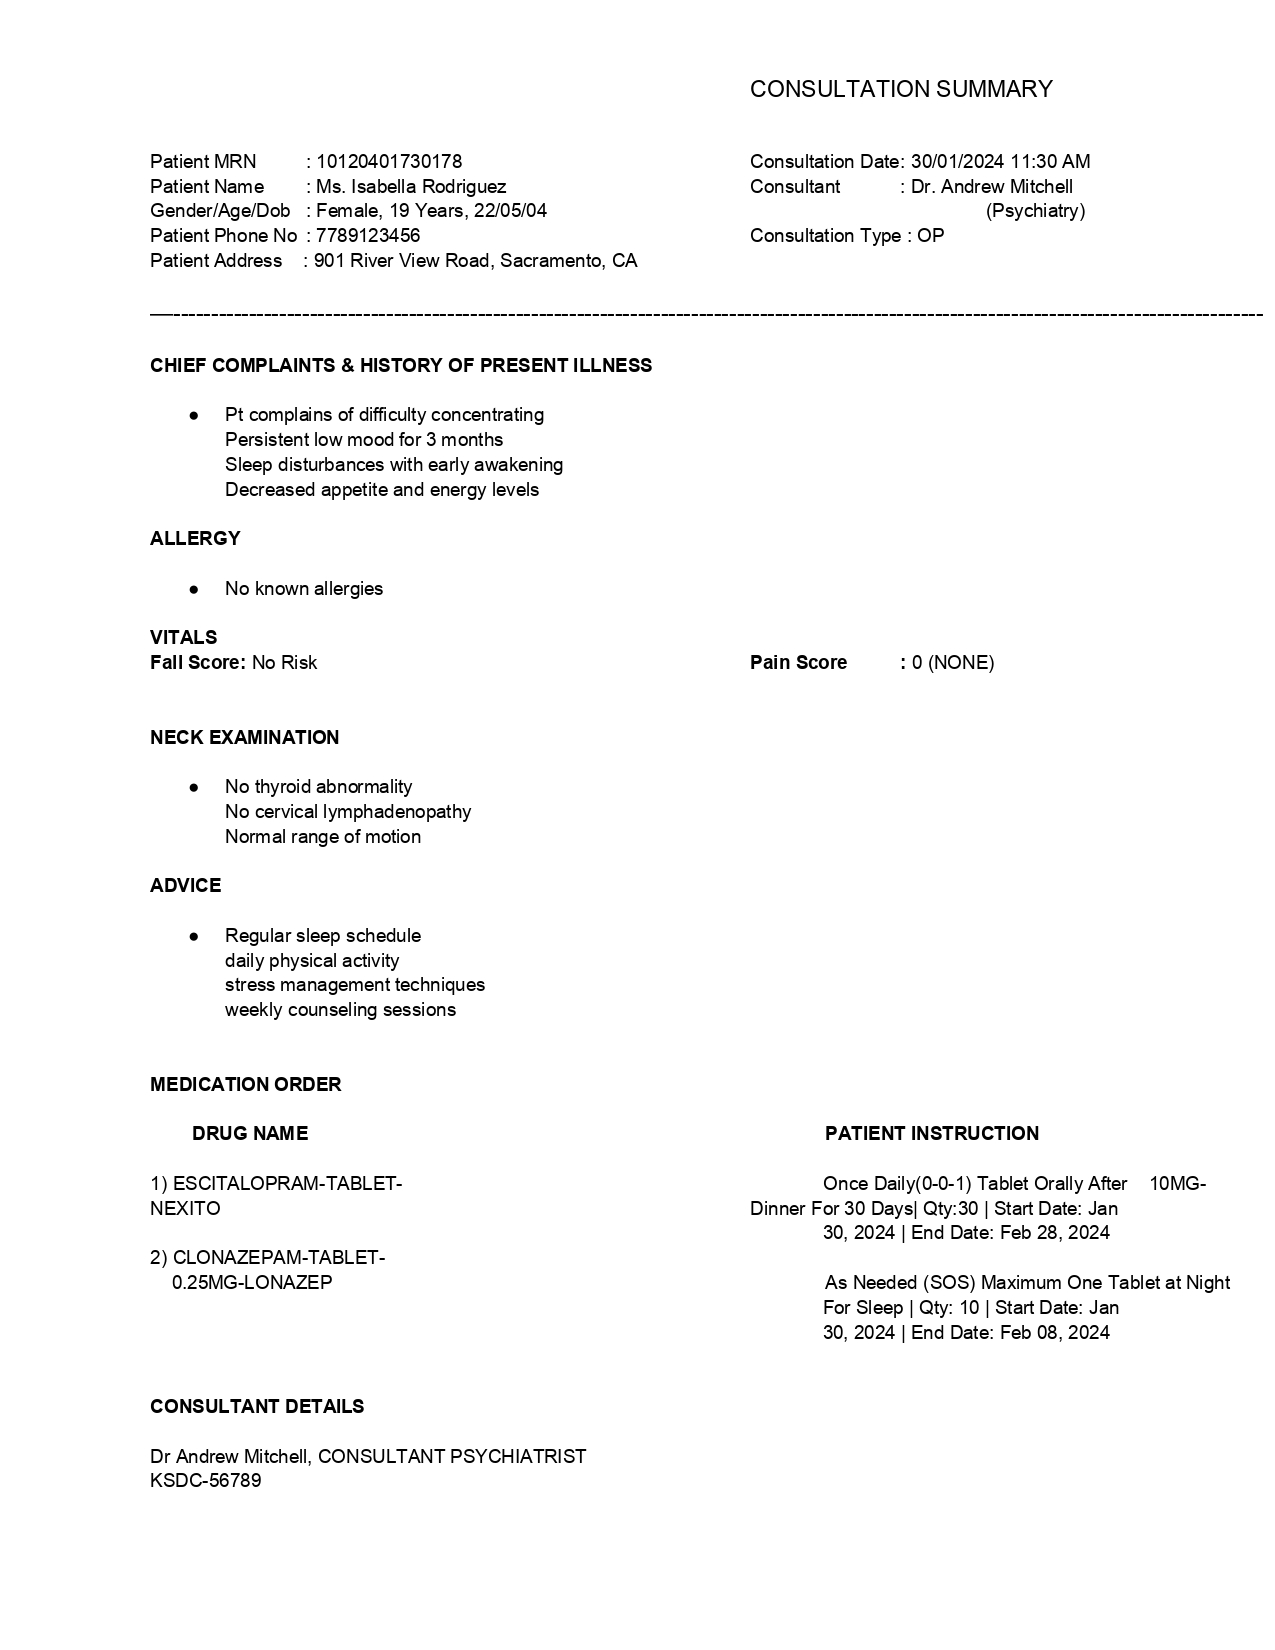 CONSULTATION SUMMARY
Patient MRN : 10120401730178 Consultation Date: 30/01/2024 11:30 AM
Patient Name : Ms. Isabella Rodriguez Consultant : Dr. Andrew Mitchell
Gender/Age/Dob : Female, 19 Years, 22/05/04 (Psychiatry)
Patient Phone No : 7789123456 Consultation Type : OP
Patient Address : 901 River View Road, Sacramento, CA
—-----------------------------------------------------------------------------------------------------------------------------------------------
CHIEF COMPLAINTS & HISTORY OF PRESENT ILLNESS
● Pt complains of difficulty concentrating
Persistent low mood for 3 months
Sleep disturbances with early awakening
Decreased appetite and energy levels
ALLERGY
● No known allergies
VITALS
Fall Score: No Risk Pain Score : 0 (NONE)
NECK EXAMINATION
● No thyroid abnormality
No cervical lymphadenopathy
Normal range of motion
ADVICE
● Regular sleep schedule
daily physical activity
stress management techniques
weekly counseling sessions
MEDICATION ORDER
DRUG NAME PATIENT INSTRUCTION
1) ESCITALOPRAM-TABLET- Once Daily(0-0-1) Tablet Orally After 10MG-
NEXITO Dinner For 30 Days| Qty:30 | Start Date: Jan
30, 2024 | End Date: Feb 28, 2024
2) CLONAZEPAM-TABLET-
0.25MG-LONAZEP As Needed (SOS) Maximum One Tablet at Night
For Sleep | Qty: 10 | Start Date: Jan
30, 2024 | End Date: Feb 08, 2024
CONSULTANT DETAILS
Dr Andrew Mitchell, CONSULTANT PSYCHIATRIST
KSDC-56789